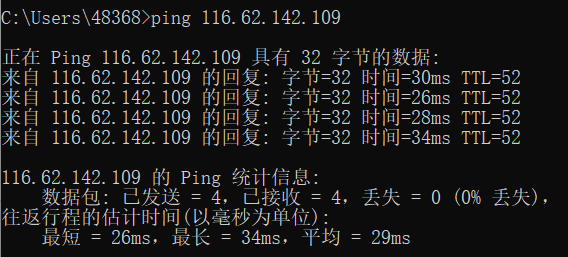 C:\Users\48368>ping 116.62.142.109
正在 Ping 116.62.142.109 具有 32 字节的数据:
来自 116.62.142.109 的回复: 字节=32 时间=30ms TTL=52
来自 116.62.142.109 的回复: 字节=32 时间=26ms TTL=52
来自 116.62.142.109 的回复: 字节=32 时间=28ms TTL=52
来自 116.62.142.109 的回复: 字节=32 时间=34ms TTL=52
116.62.142.109 的 Ping 统计信息:
数据包: 已发送 = 4，已接收 = 4，丢失 = 0 (0% 丢失)，
往返行程的估计时间(以毫秒为单位):
最短 = 26ms，最长 = 34ms，平均 = 29ms